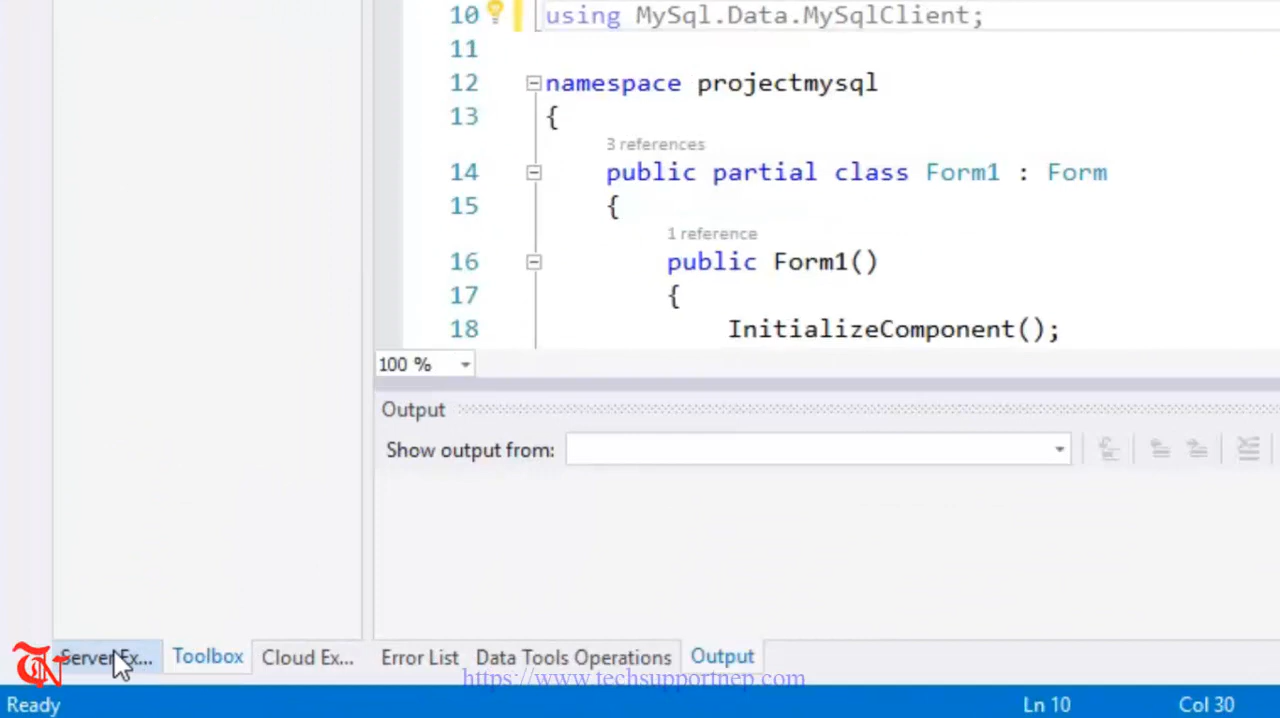 10 using MySql.Data.MySqlClient;
11
12 namespace projectmysql
13 {
3 references
14 public partial class Form1 : Form
15 {
1 reference
16 public Form1()
17 {
18 InitializeComponent();
100 %
Output
Show output from:
Server Ex... Toolbox Cloud Ex... Error List Data Tools Operations Output
https://www.techsupportnep.com
Ready Ln 10 Col 30